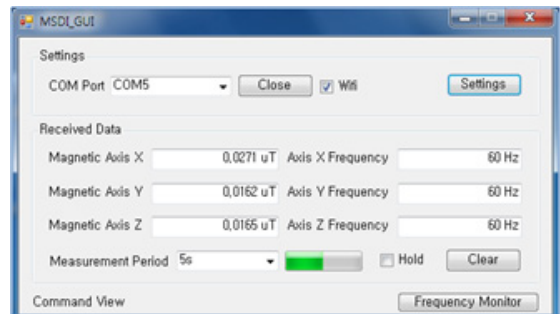 MSDI_GUI
Settings
COM Port COM5 Close Wifi Settings
Received Data
Magnetic Axis X 0,0271 uT Axis X Frequency 60 Hz
Magnetic Axis Y 0,0162 uT Axis Y Frequency 60 Hz
Magnetic Axis Z 0,0165 uT Axis Z Frequency 60 Hz
Measurement Period 5s Hold Clear
Command View Frequency Monitor